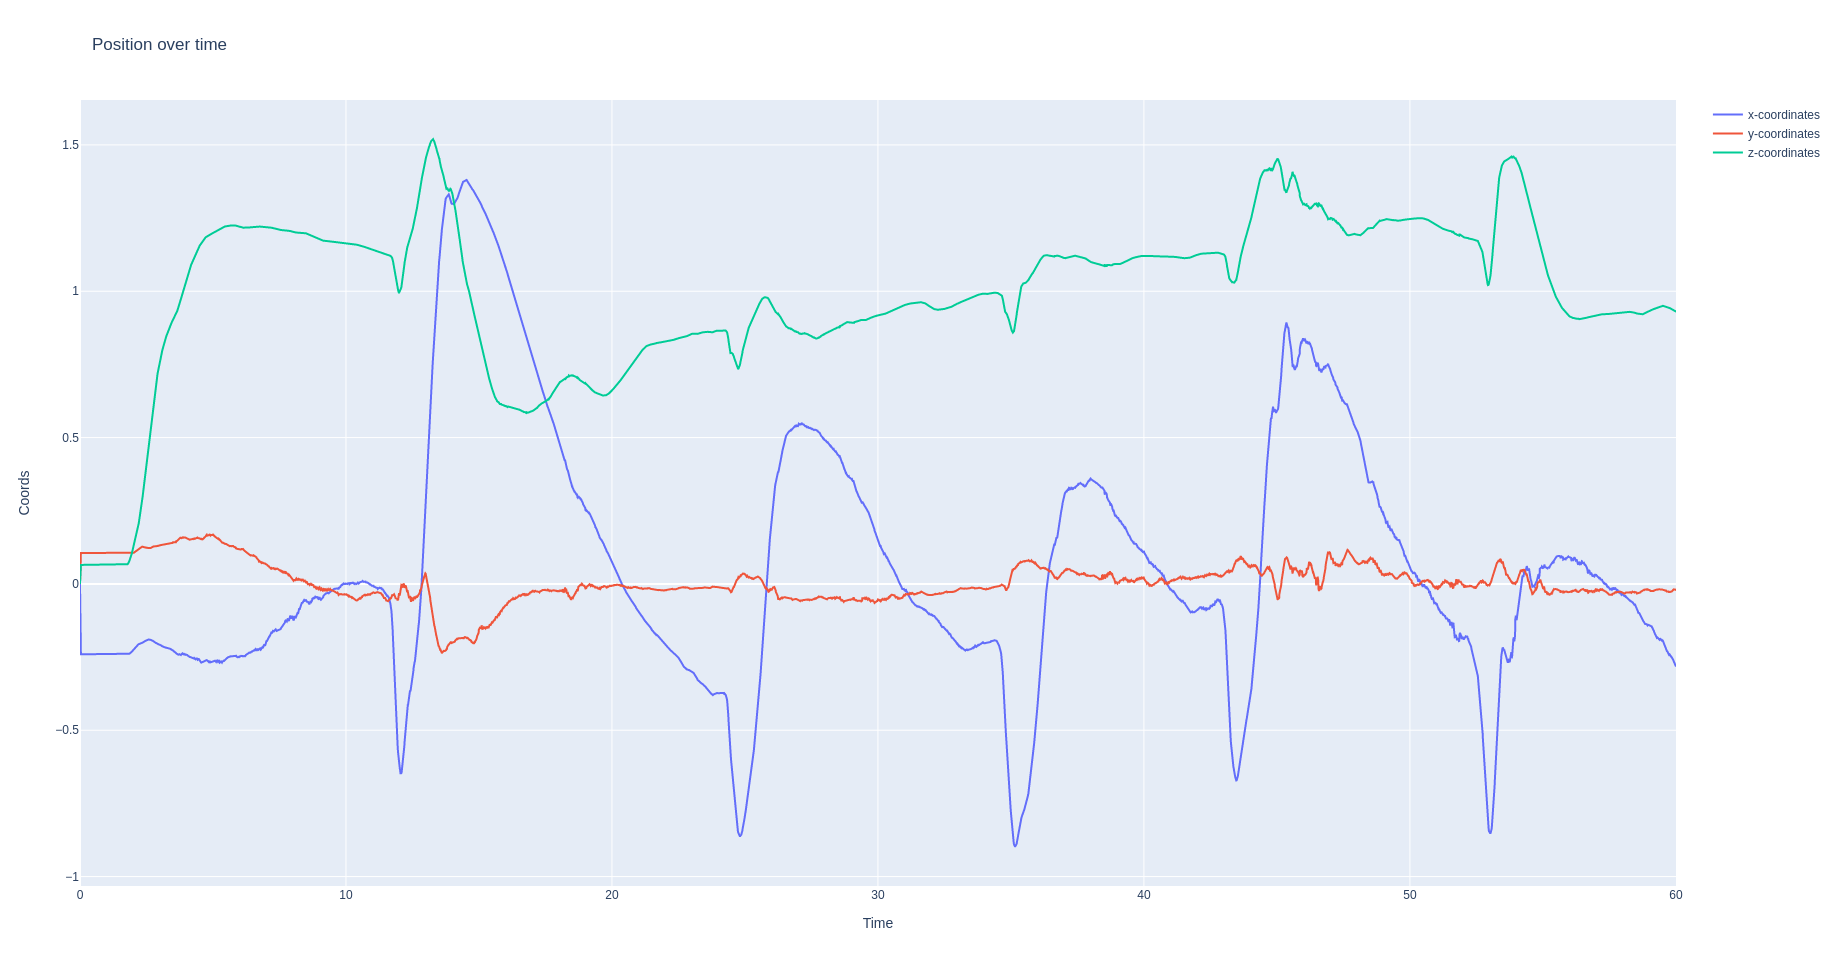 Position over time
x-coordinates
y-coordinates
z-coordinates
1.5
1
0.5
0
−0.5
−1
Coords
0 10 20 30 40 50 60
Time